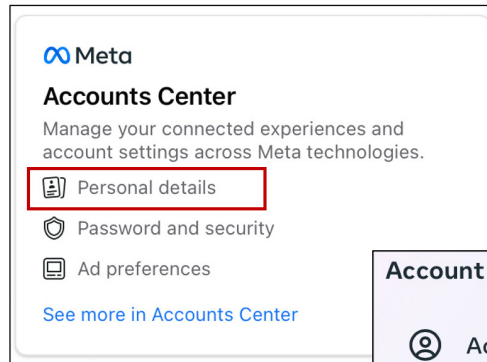 Meta
Accounts Center
Manage your connected experiences and
account settings across Meta technologies.
Personal details
Password and security
Ad preferences
See more in Accounts Center
Account